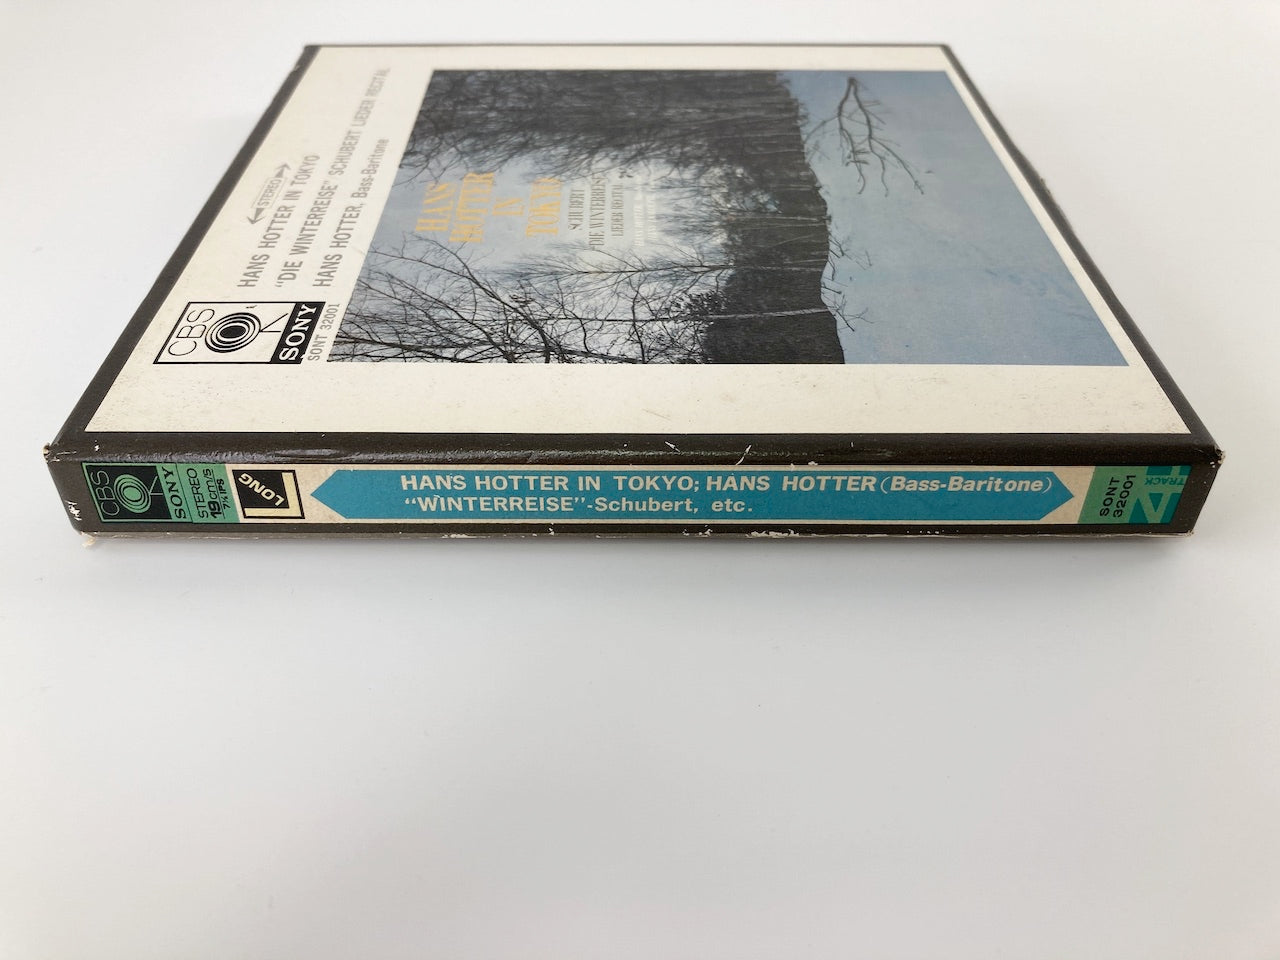 STEREO
HANS HOTTER IN TOKYO
"DIE WINTERREISE" SCHUBERT LIEDER RECITAL
HANS HOTTER, Bass-Baritone
CBS
SONY
SONT 32001
HANS
HOTTER
IN
TOKYO
SCHUBERT
"DIE WINTERREISE"
LIEDER RECITAL
CBS
SONY
STEREO
19 cm/s
7½ IPS
LONG
HANS HOTTER IN TOKYO; HANS HOTTER (Bass-Baritone)
"WINTERREISE"-Schubert, etc.
SONT
32001
4
TRACK